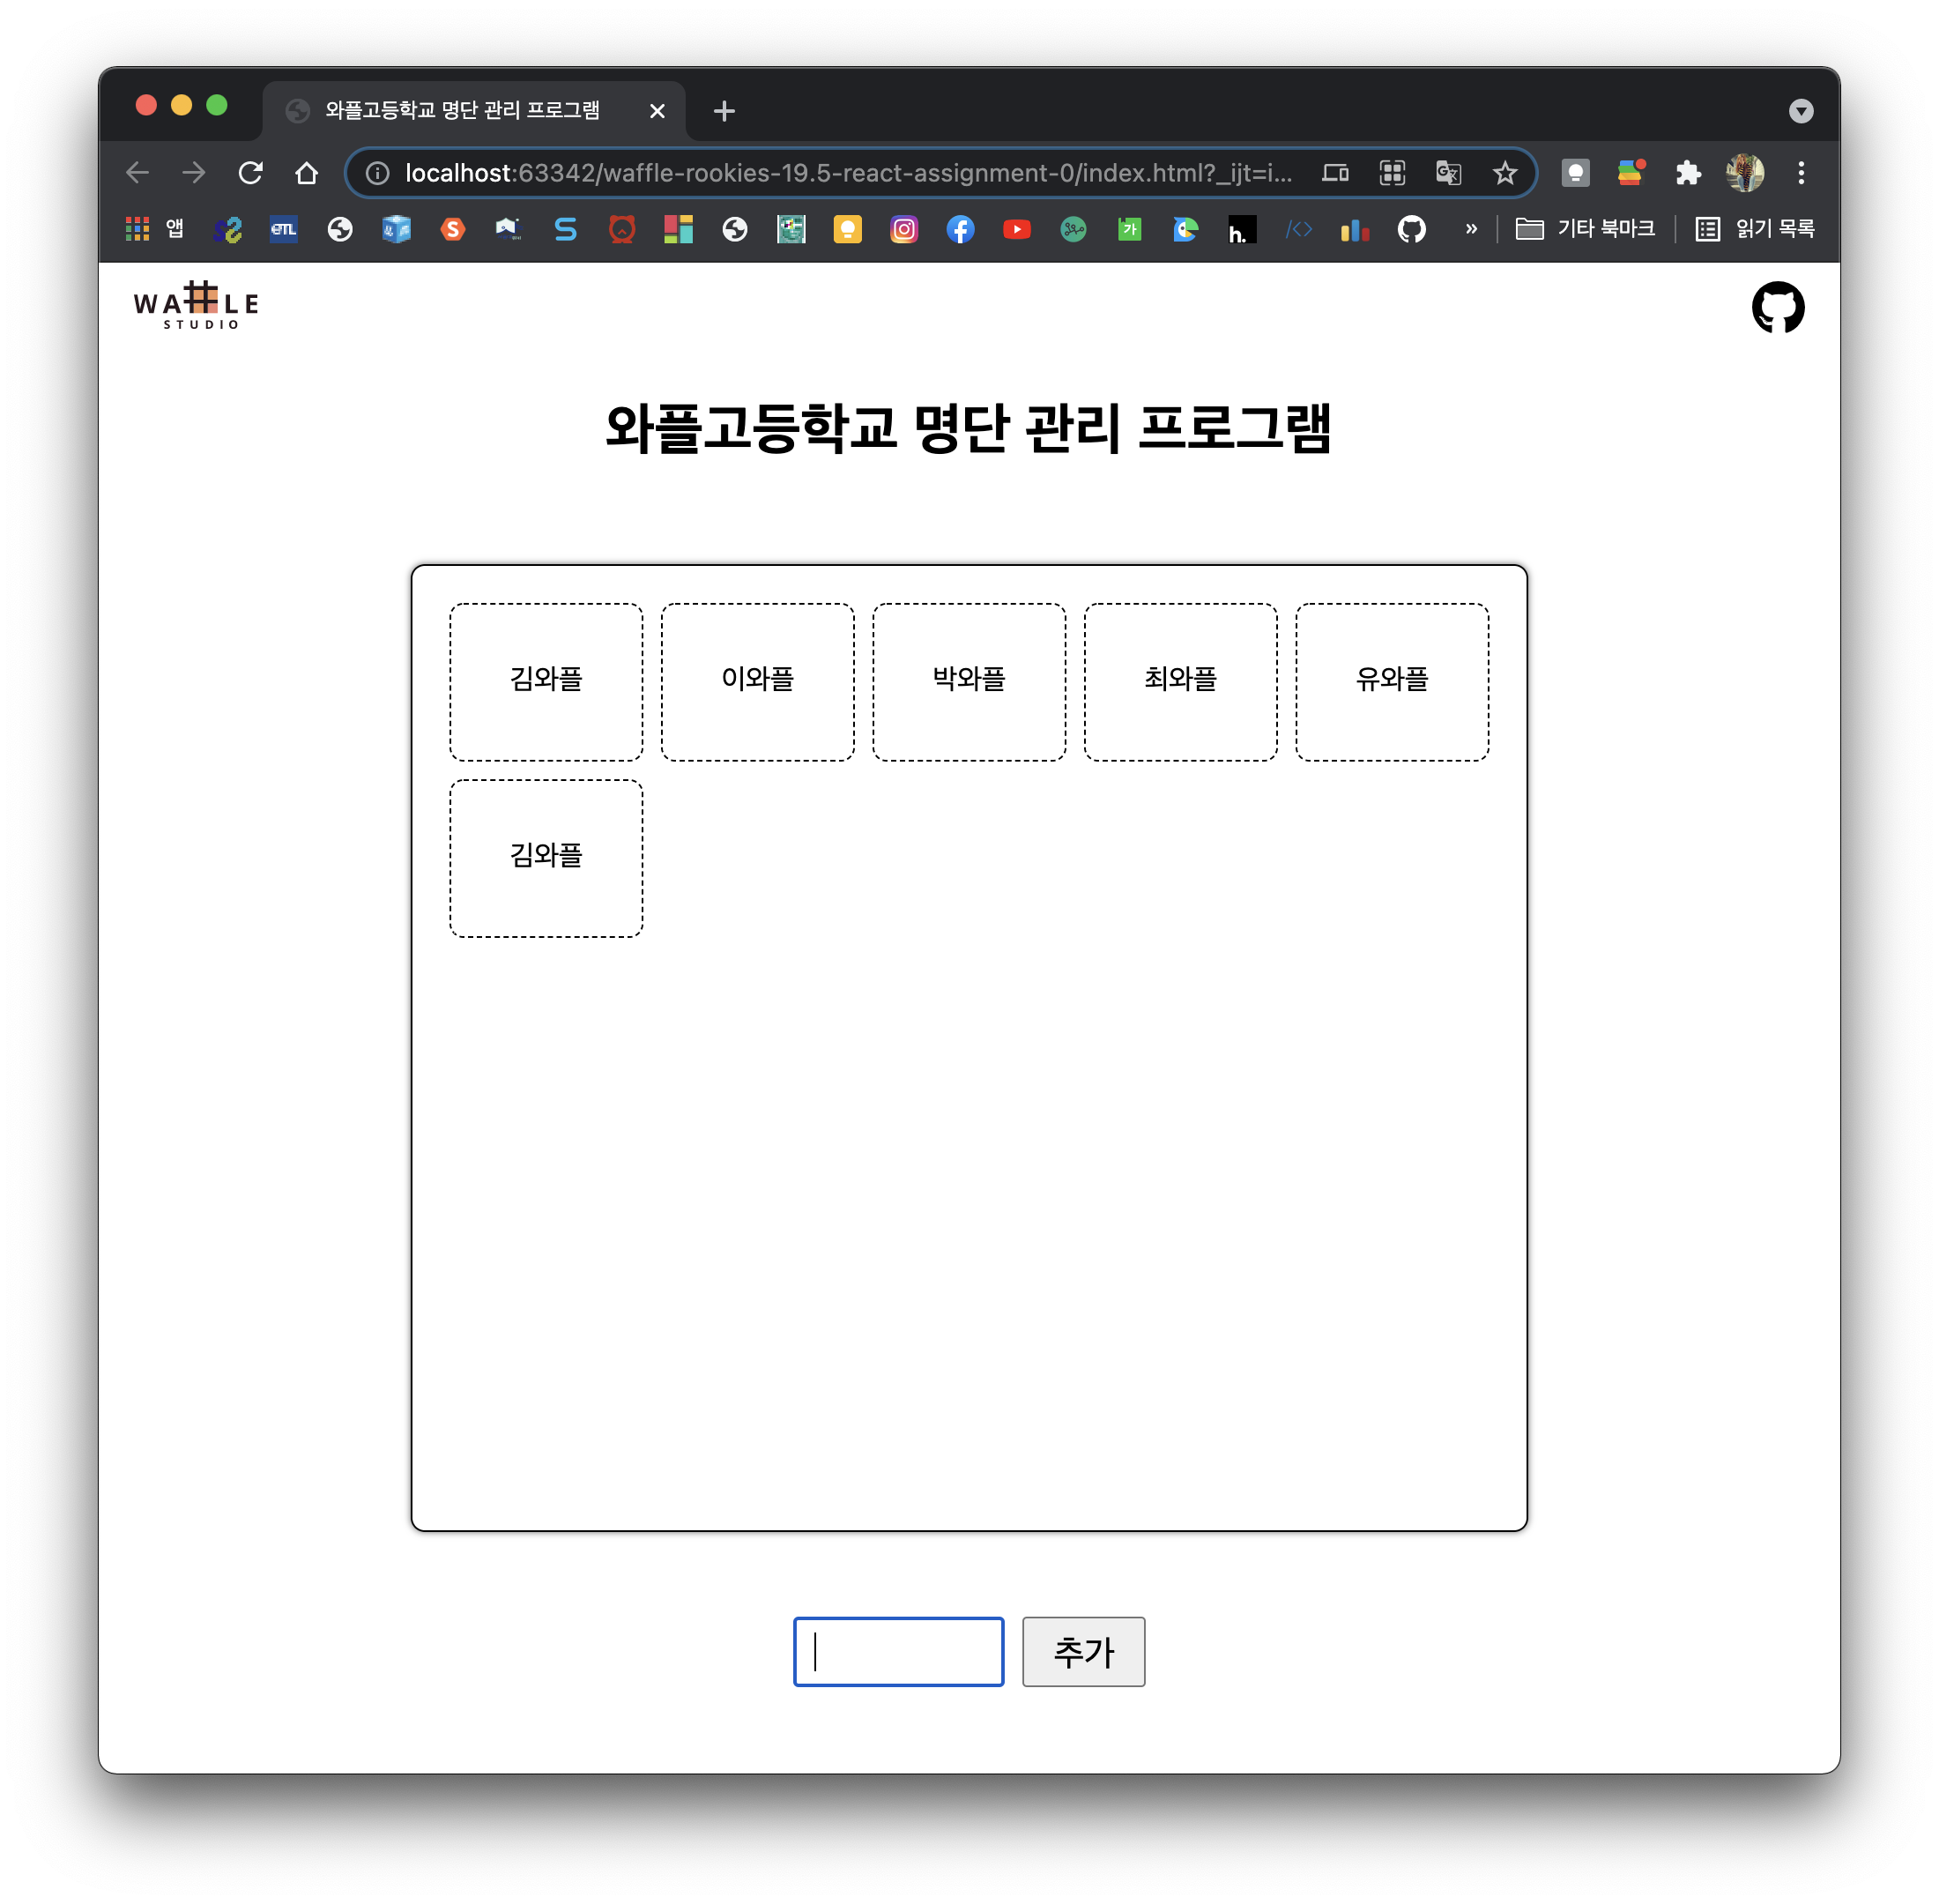 와플고등학교 명단 관리 프로그램
localhost:63342/waffle-rookies-19.5-react-assignment-0/index.html?_ijt=i...
앱 eTL S 가 h. </> » 기타 북마크 읽기 목록
WAFFLE
STUDIO
와플고등학교 명단 관리 프로그램
김와플 이와플 박와플 최와플 유와플
김와플
추가